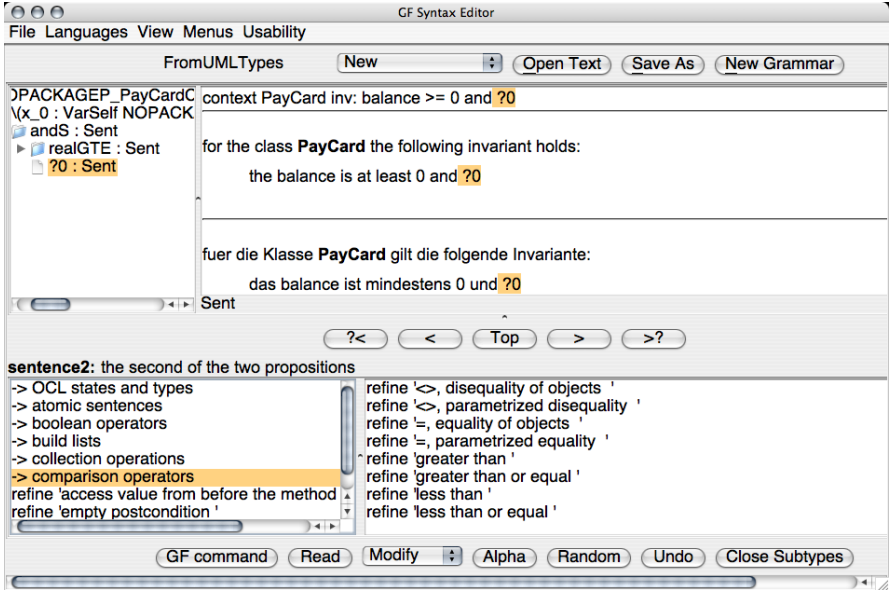 GF Syntax Editor
File Languages View Menus Usability
FromUMLTypes New Open Text Save As New Grammar
OPACKAGEP_PayCardC
\(x_0 : VarSelf NOPACK
andS : Sent
realGTE : Sent
?0 : Sent
context PayCard inv: balance >= 0 and ?0
for the class PayCard the following invariant holds:
the balance is at least 0 and ?0
fuer die Klasse PayCard gilt die folgende Invariante:
das balance ist mindestens 0 und ?0
Sent
?< < Top > >?
sentence2: the second of the two propositions
-> OCL states and types
-> atomic sentences
-> boolean operators
-> build lists
-> collection operations
-> comparison operators
refine 'access value from before the method
refine 'empty postcondition '
refine '<>, disequality of objects '
refine '<>, parametrized disequality '
refine '=, equality of objects '
refine '=, parametrized equality '
refine 'greater than '
refine 'greater than or equal '
refine 'less than '
refine 'less than or equal '
GF command Read Modify Alpha Random Undo Close Subtypes